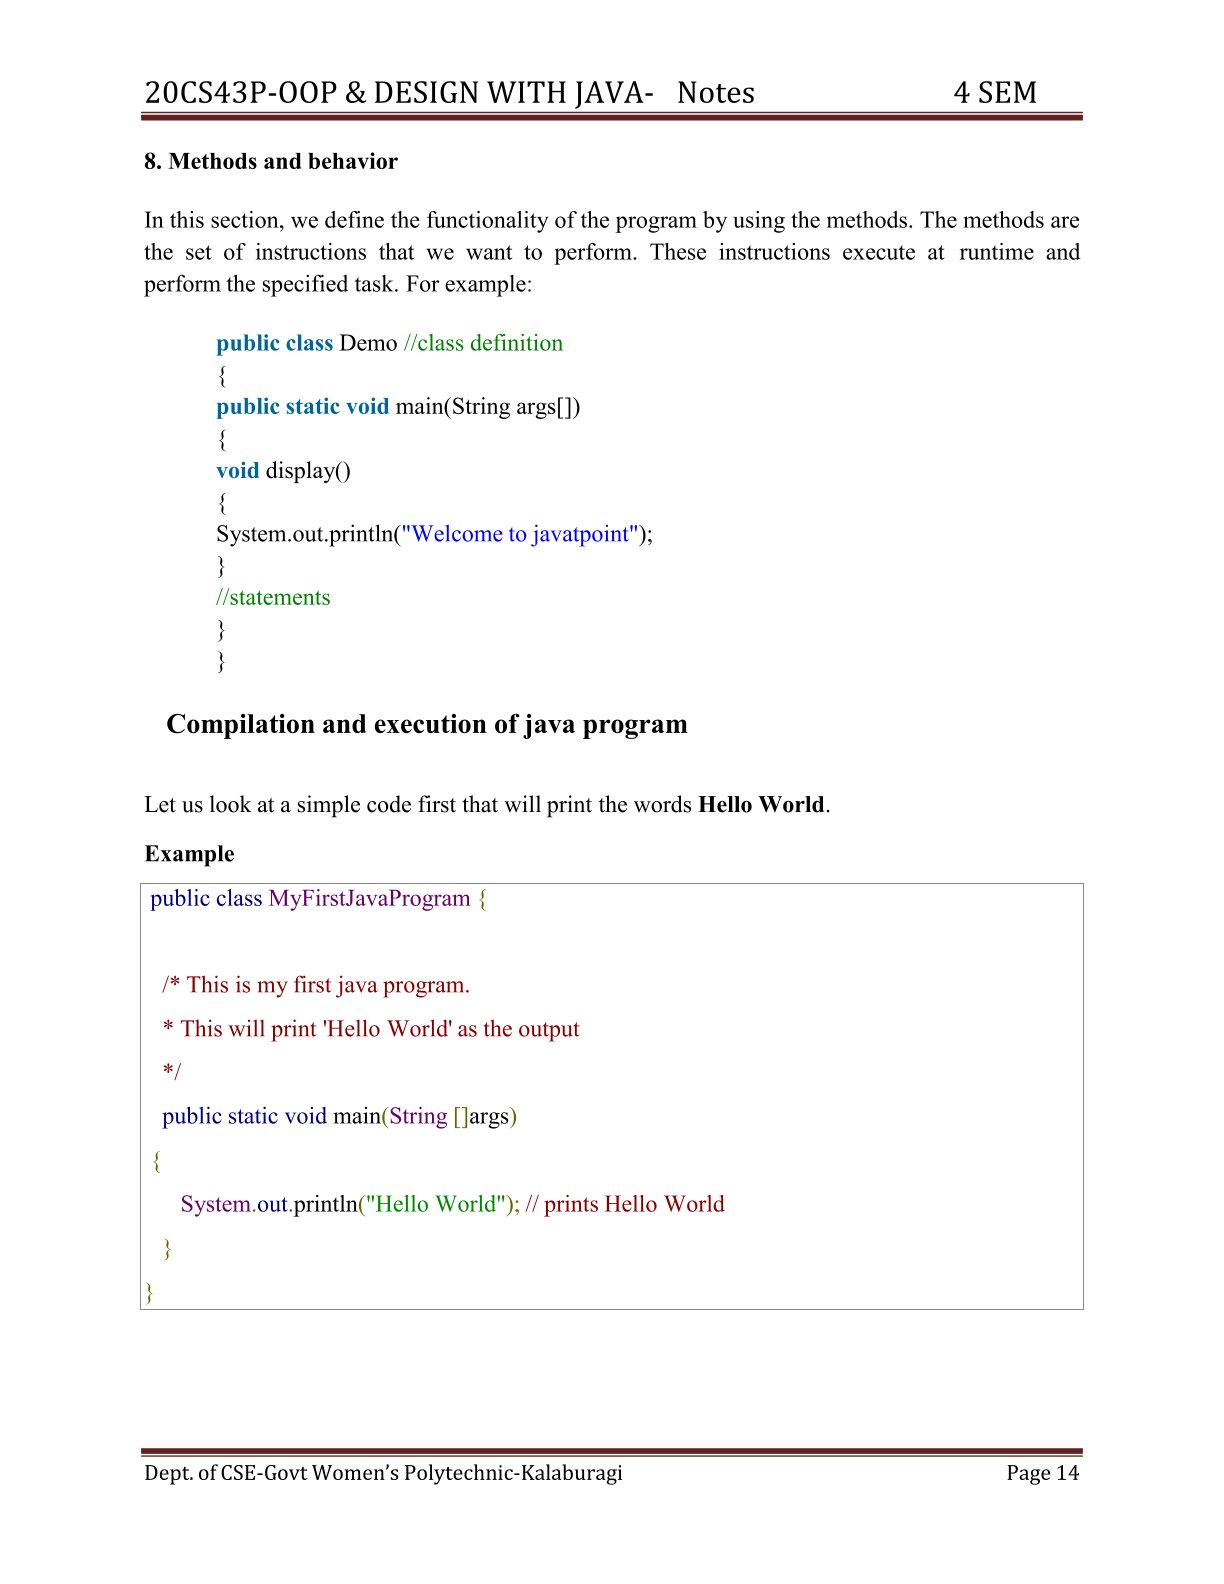 20CS43P-OOP & DESIGN WITH JAVA- Notes 4 SEM
8. Methods and behavior
In this section, we define the functionality of the program by using the methods. The methods are
the set of instructions that we want to perform. These instructions execute at runtime and
perform the specified task. For example:
public class Demo //class definition
{
public static void main(String args[])
{
void display()
{
System.out.println("Welcome to javatpoint");
}
//statements
}
}
Compilation and execution of java program
Let us look at a simple code first that will print the words Hello World.
Example
public class MyFirstJavaProgram {
/* This is my first java program.
* This will print 'Hello World' as the output
*/
public static void main(String []args)
{
System.out.println("Hello World"); // prints Hello World
}
}
Dept. of CSE-Govt Women’s Polytechnic-Kalaburagi Page 14